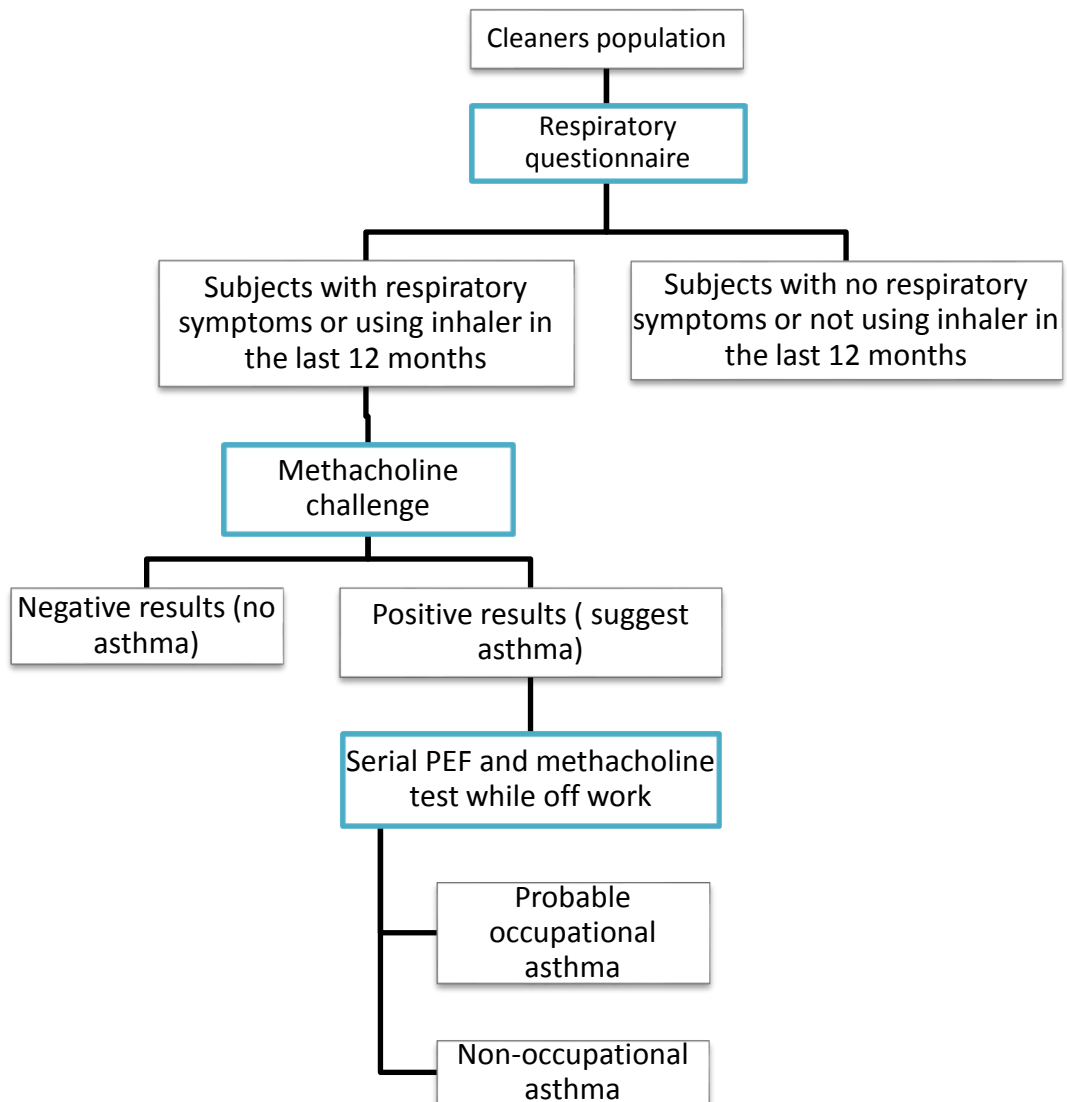 Cleaners population
Respiratory
questionnaire
Subjects with respiratory
symptoms or using inhaler in
the last 12 months
Subjects with no respiratory
symptoms or not using inhaler in
the last 12 months
Methacholine
challenge
Negative results (no
asthma)
Positive results ( suggest
asthma)
Serial PEF and methacholine
test while off work
Probable
occupational
asthma
Non-occupational
asthma